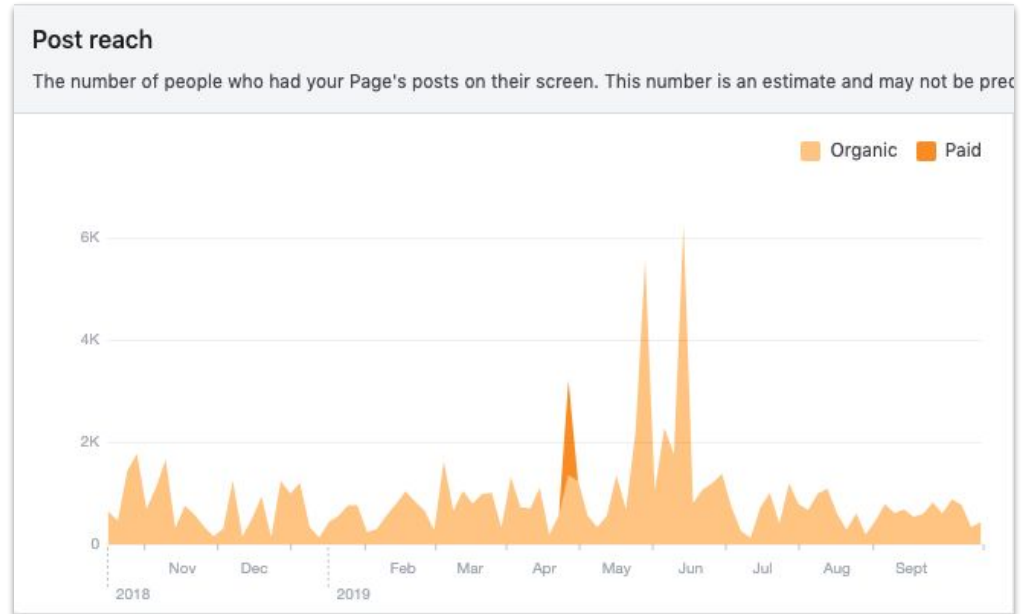 Post reach
The number of people who had your Page's posts on their screen. This number is an estimate and may not be prec
Organic Paid
6K
4K
2K
0
Nov Dec Feb Mar Apr May Jun Jul Aug Sept
2018 2019